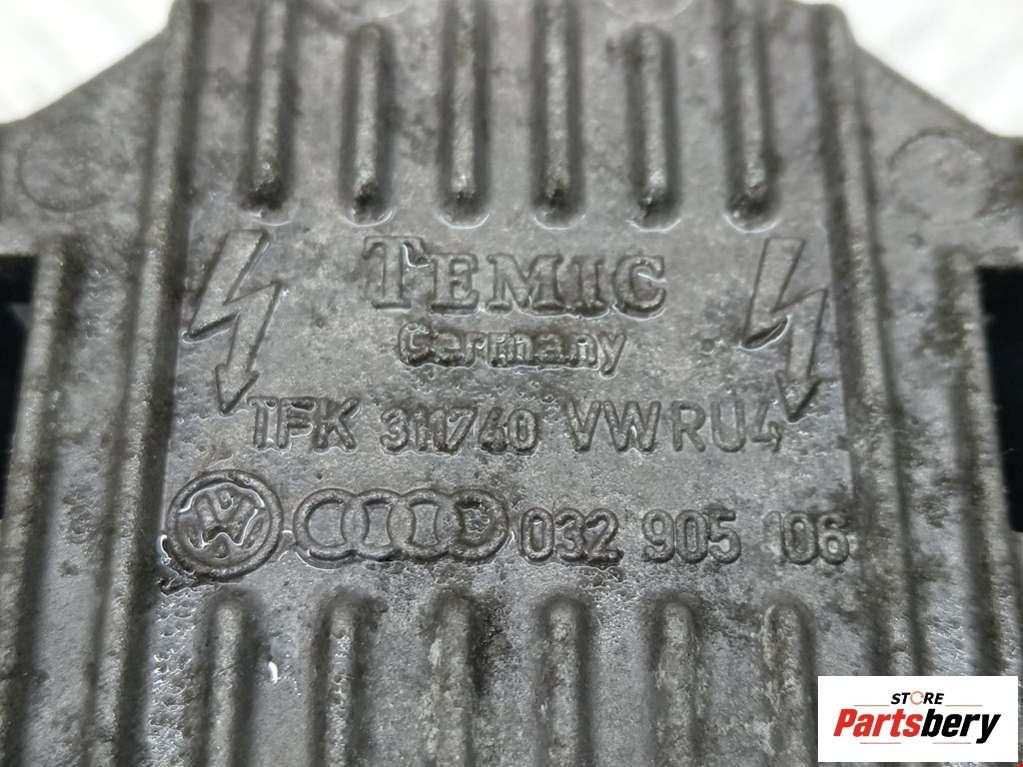 TEMIC
Germany
TFK 311740 VWRU4
032 905 106
STORE
Partsbery